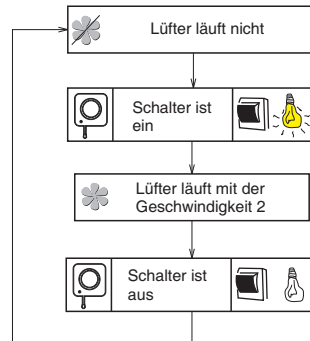 Lüfter läuft nicht
Schalter ist
ein
Lüfter läuft mit der
Geschwindigkeit 2
Schalter ist
aus